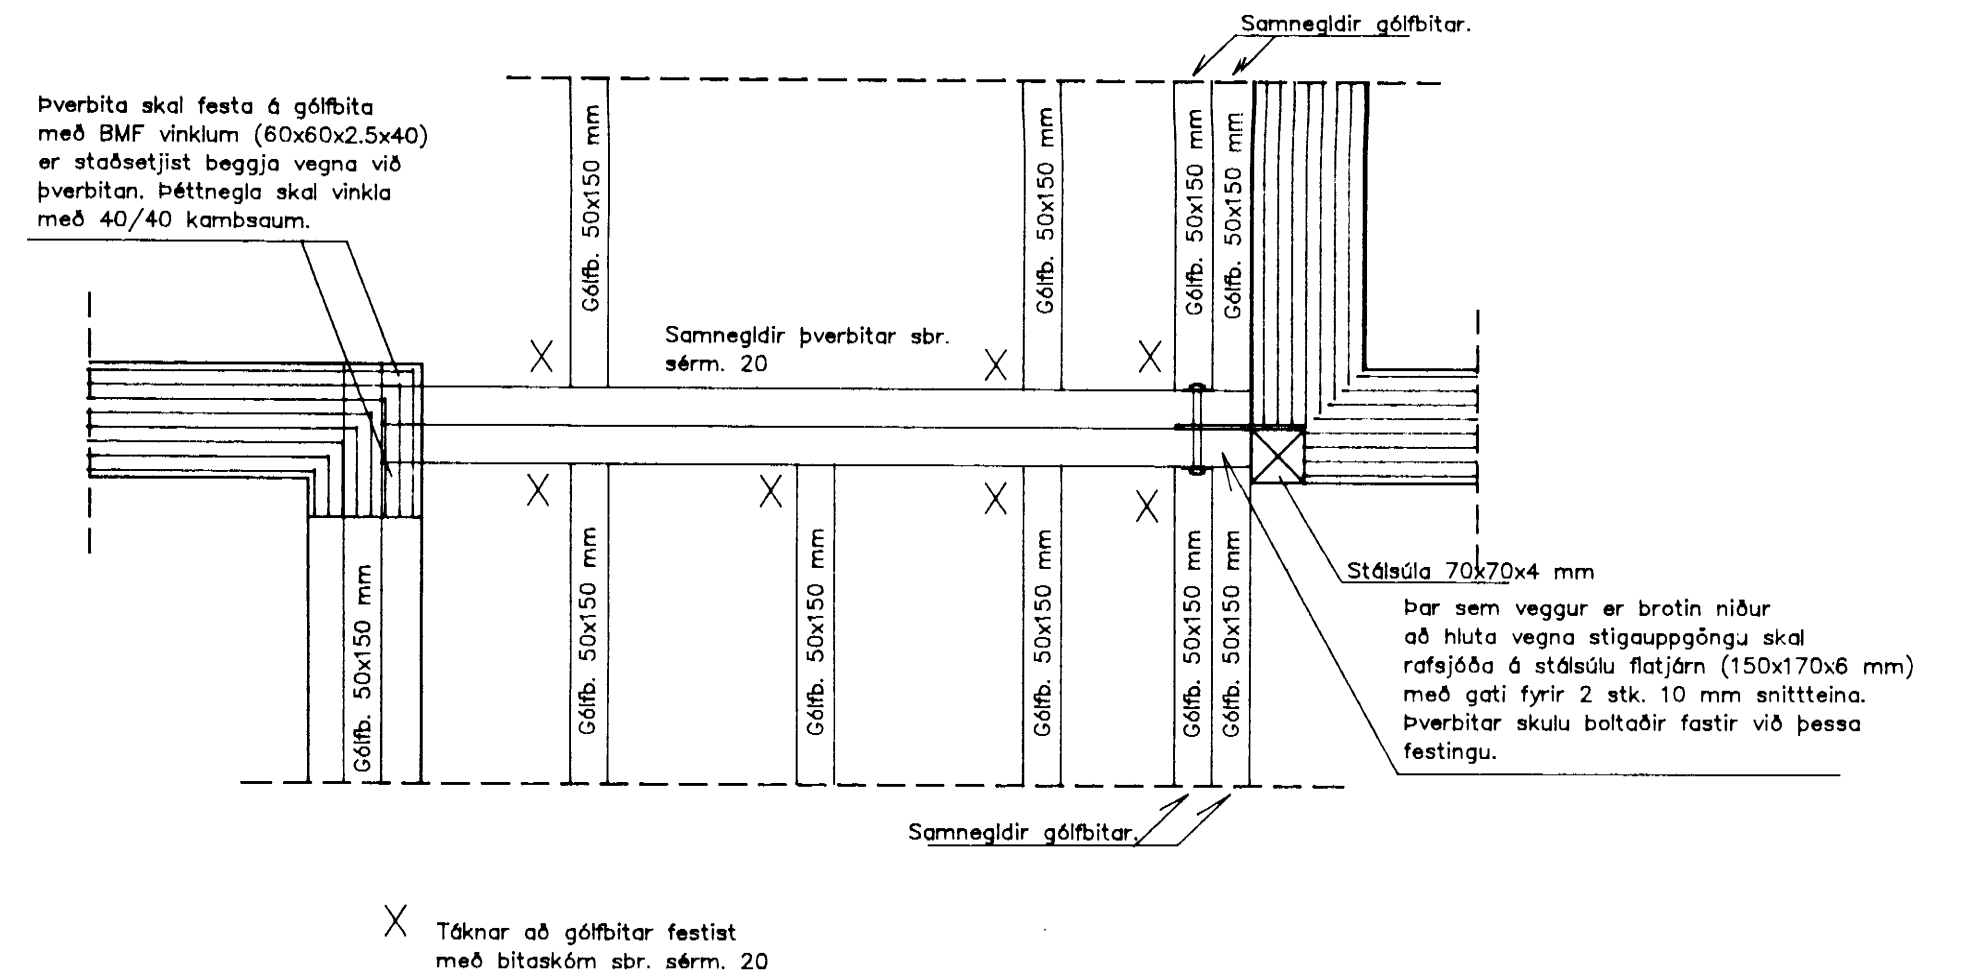 Samnegldir gólfbitar.
Þverbita skal festa á gólfbita
með BMF vinklum (60x60x2.5x40)
er staðsetjist beggja vegna við
þverbitan. Þéttnegla skal vinkla
með 40/40 kambsaum.
Gólfb. 50x150 mm
Gólfb. 50x150 mm
Gólfb. 50x150 mm
Gólfb. 50x150 mm
Samnegldir þverbitar sbr.
sérm. 20
Gólfb. 50x150 mm
Gólfb. 50x150 mm
Gólfb. 50x150 mm
Gólfb. 50x150 mm
Gólfb. 50x150 mm
Gólfb. 50x150 mm
Stálsúla 70x70x4 mm
Þar sem veggur er brotin niður
að hluta vegna stigauppgöngu skal
rafsjóða á stálsúlu flatjárn (150x170x6 mm)
með gati fyrir 2 stk. 10 mm snittteina.
Þverbitar skulu boltaðir fastir við þessa
festingu.
Samnegldir gólfbitar.
X Táknar að gólfbitar festist
með bitaskóm sbr. sérm. 20